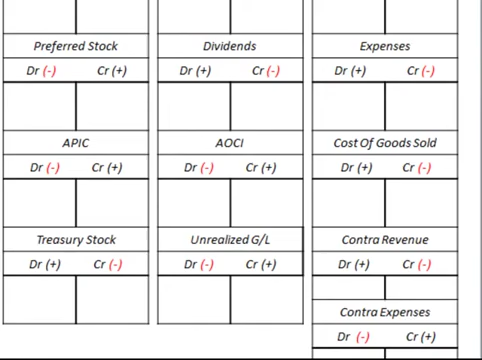 Preferred Stock Dividends Expenses
Dr (-) Cr (+) Dr (+) Cr (-) Dr (+) Cr (-)
APIC AOCI Cost Of Goods Sold
Dr (-) Cr (+) Dr (-) Cr (+) Dr (+) Cr (-)
Treasury Stock Unrealized G/L Contra Revenue
Dr (+) Cr (-) Dr (-) Cr (+) Dr (+) Cr (-)
Contra Expenses
Dr (-) Cr (+)